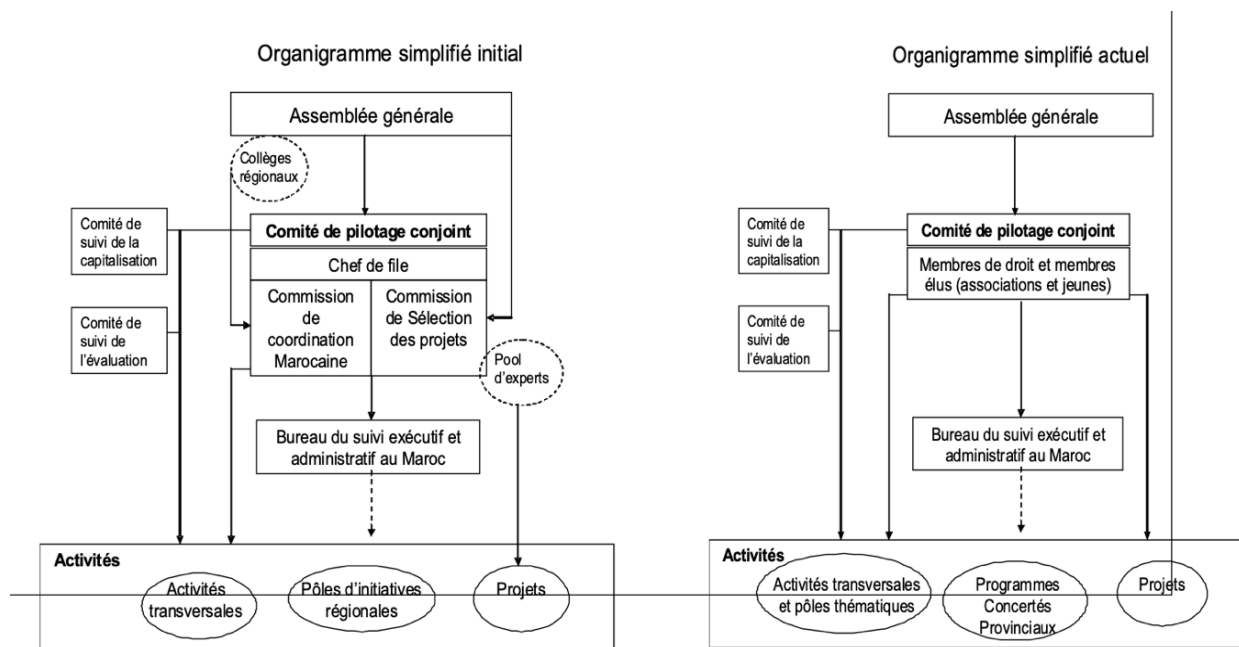 Organigramme simplifié initial
Assemblée générale
Collèges
régionaux
Comité de
suivi de la
capitalisation
Comité de pilotage conjoint
Chef de file
Commission
de
coordination
Marocaine
Commission
de Sélection
des projets
Comité de
suivi de
l'évaluation
Pool
d'experts
Bureau du suivi exécutif et
administratif au Maroc
Activités
Activités
transversales
Pôles d'initiatives
régionales
Projets
Organigramme simplifié actuel
Assemblée générale
Comité de
suivi de la
capitalisation
Comité de pilotage conjoint
Membres de droit et membres
élus (associations et jeunes)
Comité de
suivi de
l'évaluation
Bureau du suivi exécutif et
administratif au Maroc
Activités
Activités transversales
et pôles thématiques
Programmes
Concertés
Provinciaux
Projets